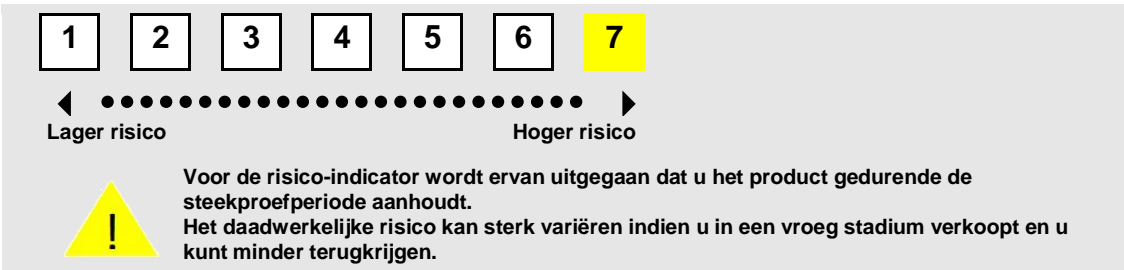 1 2 3 4 5 6 7
Lager risico Hoger risico
Voor de risico-indicator wordt ervan uitgegaan dat u het product gedurende de
steekproefperiode aanhoudt.
Het daadwerkelijke risico kan sterk variëren indien u in een vroeg stadium verkoopt en u
kunt minder terugkrijgen.
!